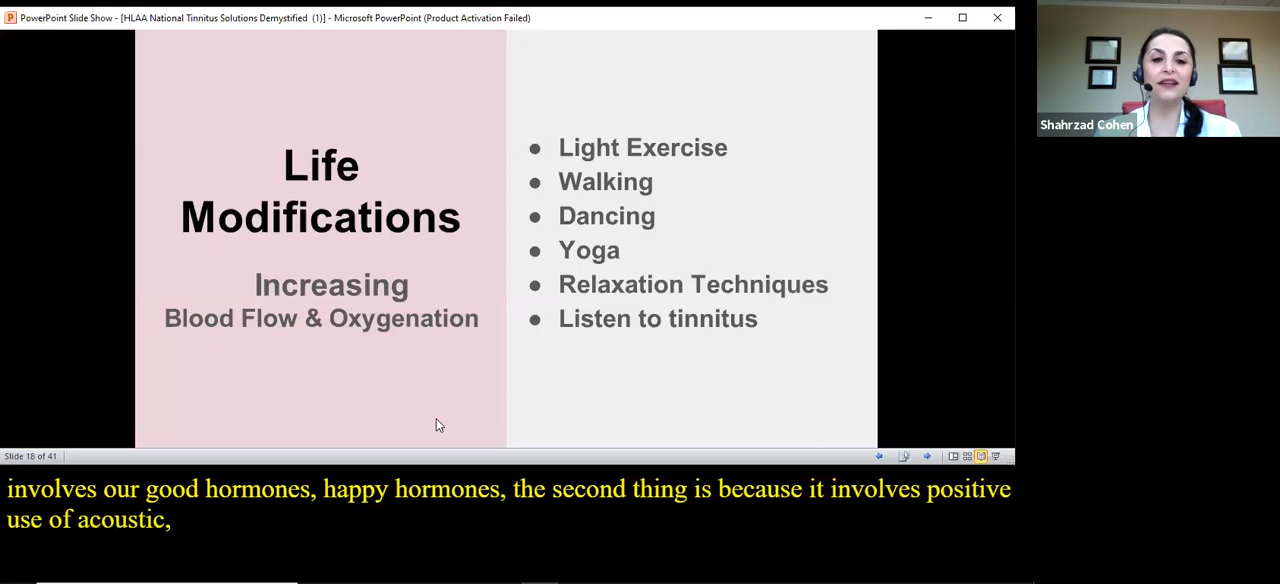 PowerPoint Slide Show - [HLAA National Tinnitus Solutions Demystified (1)] - Microsoft PowerPoint (Product Activation Failed)
Life
Modifications
Increasing
Blood Flow & Oxygenation
● Light Exercise
● Walking
● Dancing
● Yoga
● Relaxation Techniques
● Listen to tinnitus
Shahrzad Cohen
Slide 18 of 41
involves our good hormones, happy hormones, the second thing is because it involves positive
use of acoustic,